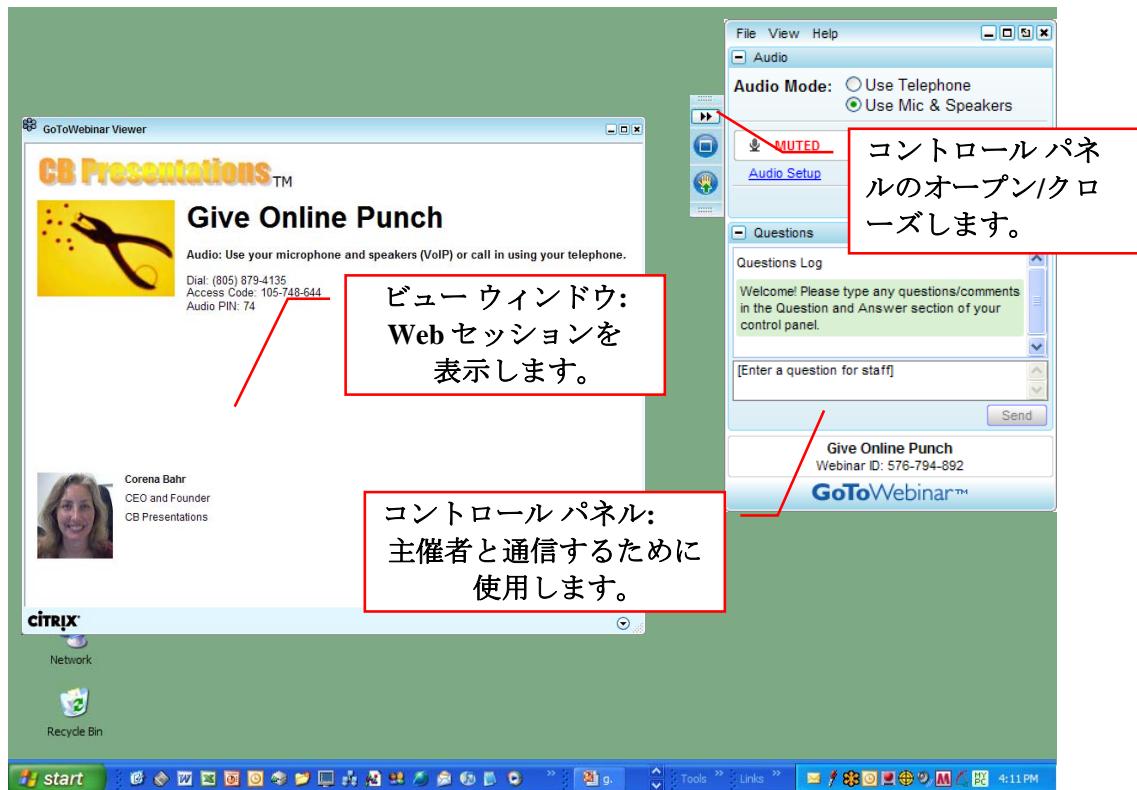 GoToWebinar Viewer
CB Presentations TM
Give Online Punch
Audio: Use your microphone and speakers (VoIP) or call in using your telephone.
Dial: (805) 879-4135
Access Code: 105-748-644
Audio PIN: 74
ビュー ウィンドウ:
Web セッションを
表示します。
Corena Bahr
CEO and Founder
CB Presentations
コントロール パネル:
主催者と通信するために
使用します。
CİTRIX
File View Help
Audio
Audio Mode:
Use Telephone
Use Mic & Speakers
MUTED
Audio Setup
コントロール パネ
ルのオープン/クロ
ーズします。
Questions
Questions Log
Welcome! Please type any questions/comments
in the Question and Answer section of your
control panel.
[Enter a question for staff]
Send
Give Online Punch
Webinar ID: 576-794-892
GoToWebinar™
Network
Recycle Bin
start
g.
Tools
Links
4:11 PM